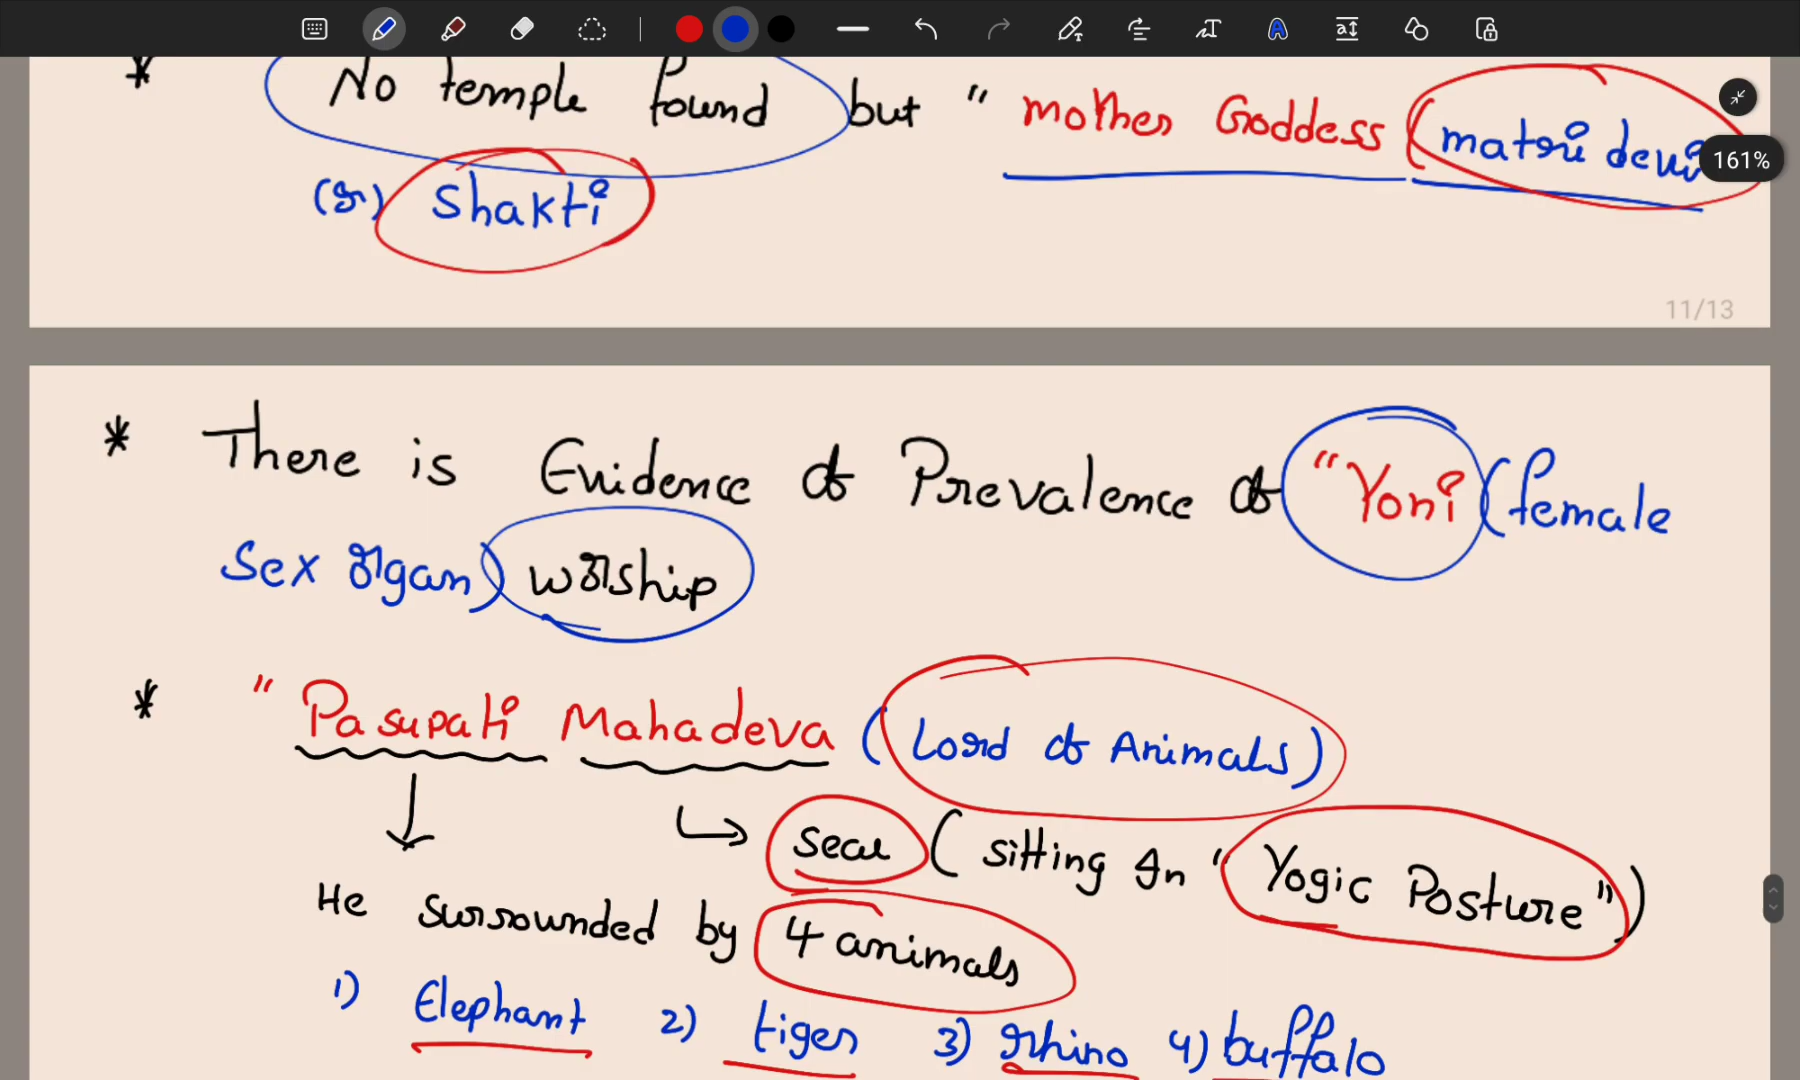 * No temple found but " mother Goddess (matri devi
161%
(or) Shakti
11/13
* There is Evidence of Prevalence of "Yoni (female
Sex organ) worship
* " Pasupati Mahadeva (Lord of Animals)
↓ ↳ seal (sitting In " Yogic Posture")
He surrounded by 4 animals
1) Elephant 2) tiger 3) rhino 4) buffalo